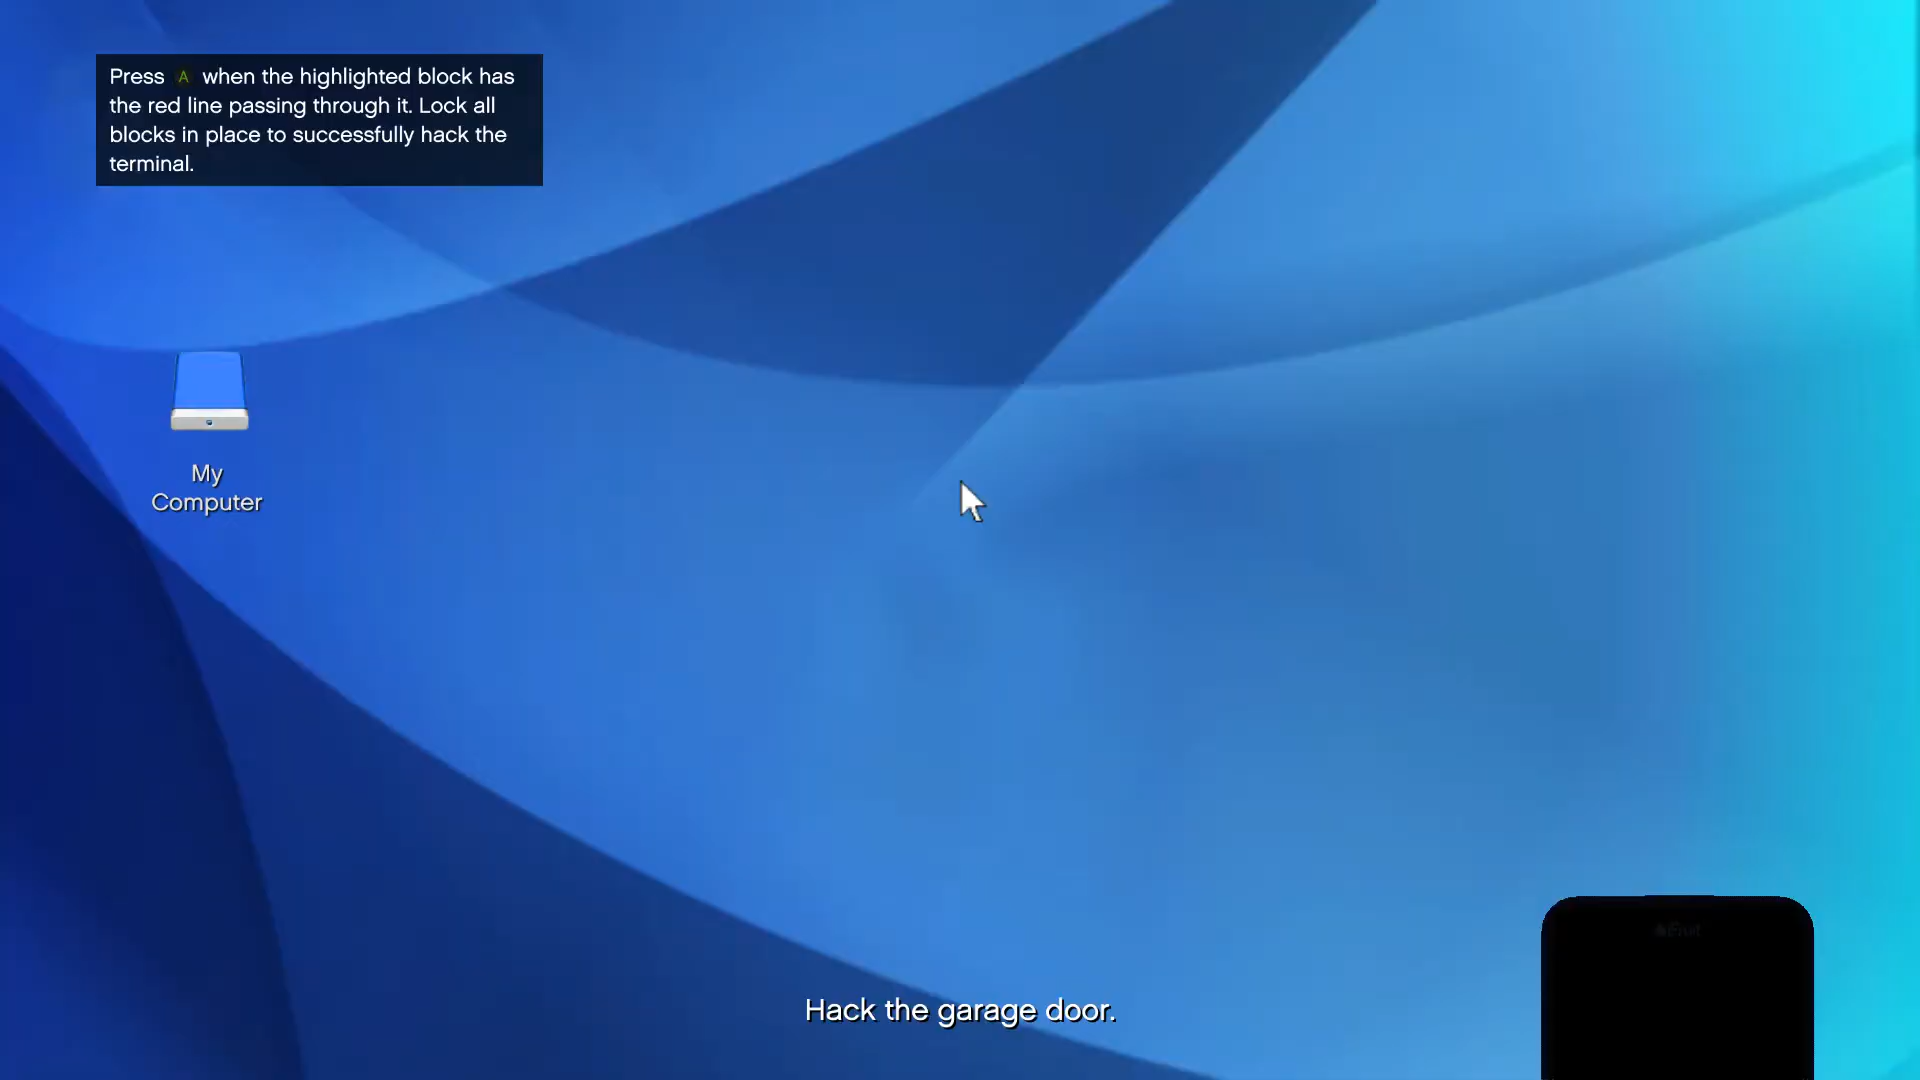 Press A when the highlighted block has
the red line passing through it. Lock all
blocks in place to successfully hack the
terminal.
My
Computer
iFruit
Hack the garage door.